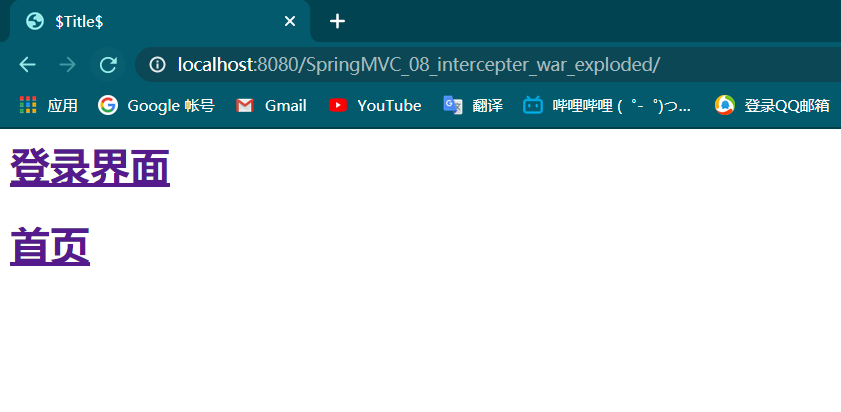 $Title$
localhost:8080/SpringMVC_08_intercepter_war_exploded/
应用 Google 帐号 Gmail YouTube 翻译 哔哩哔哩 (゜-゜)つ... 登录QQ邮箱
登录界面
首页